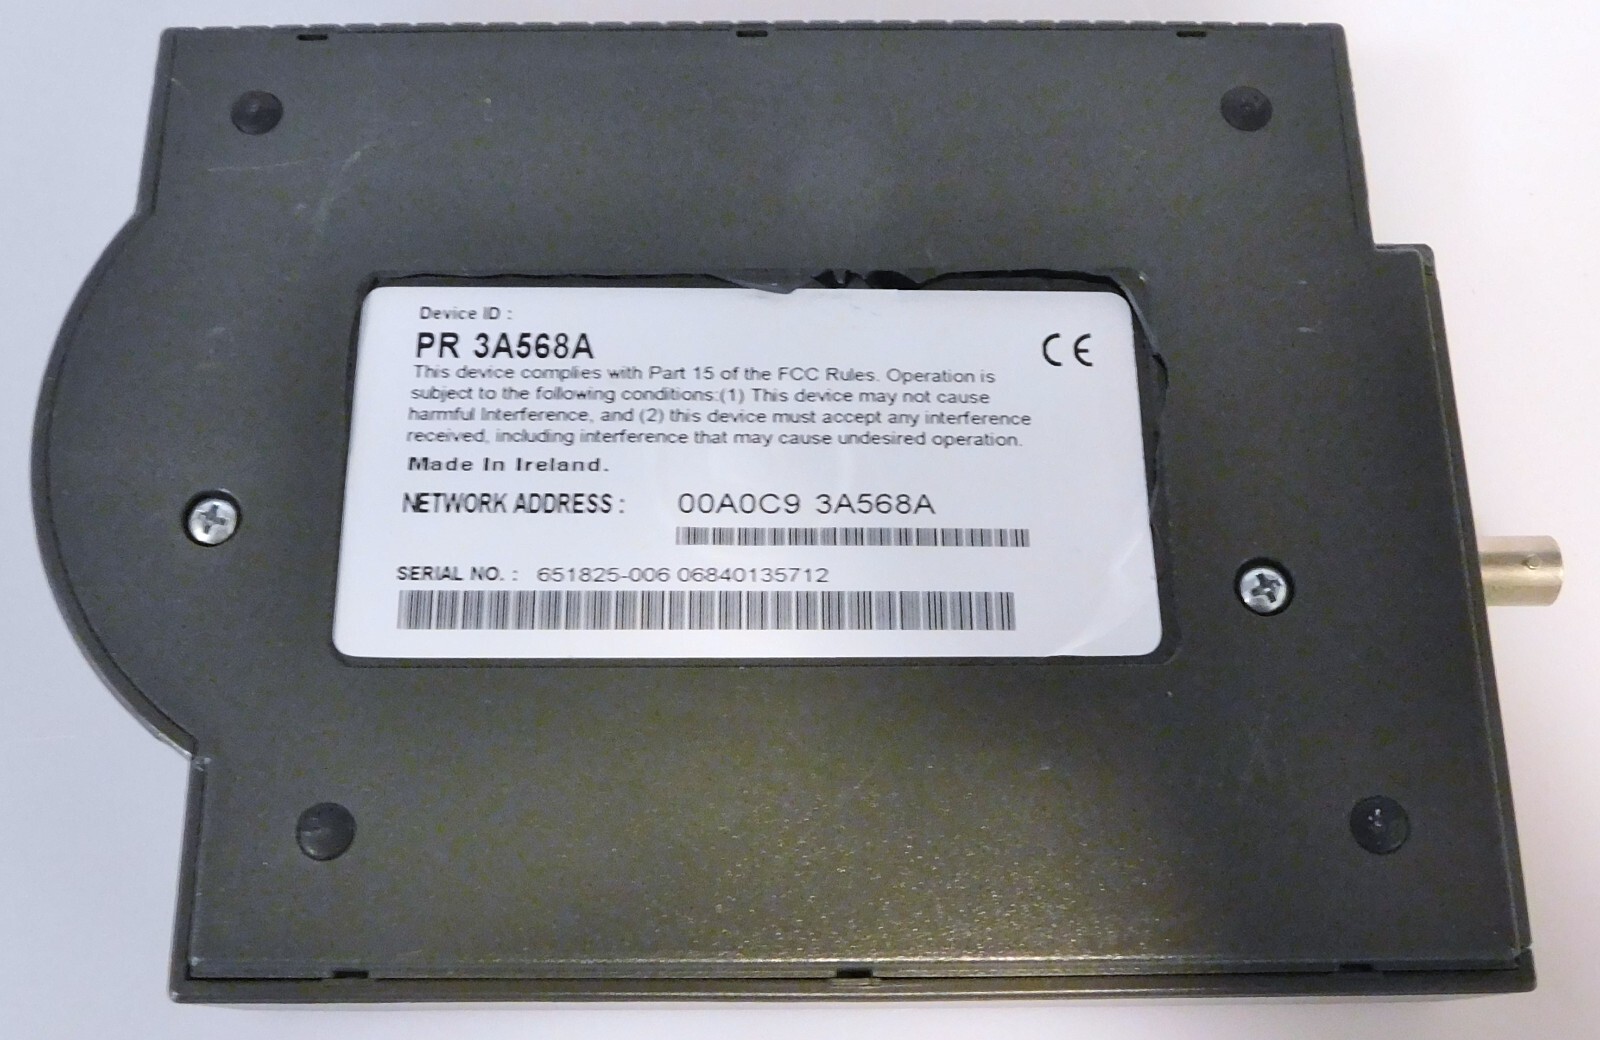 Device ID :
PR 3A568A
CE
This device complies with Part 15 of the FCC Rules. Operation is
subject to the following conditions:(1) This device may not cause
harmful Interference, and (2) this device must accept any interference
received, including interference that may cause undesired operation.
Made In Ireland.
NETWORK ADDRESS : 00A0C9 3A568A
SERIAL NO. : 651825-006 06840135712